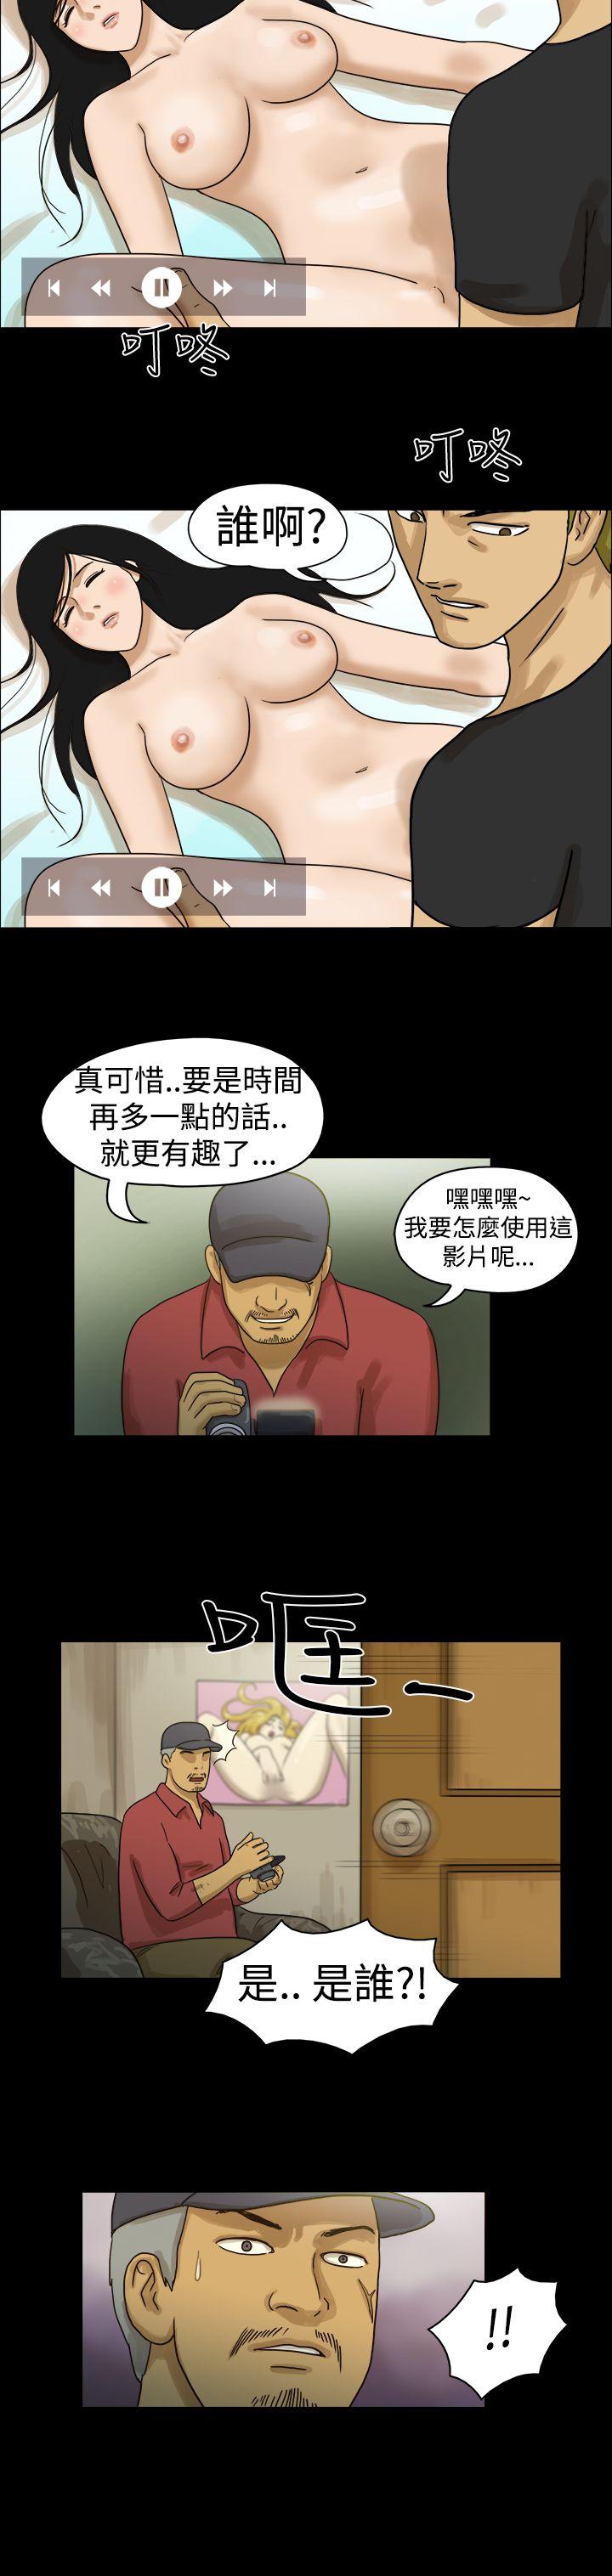 叮咚
叮咚
誰啊?
真可惜..要是時間
再多一點的話..
就更有趣了...
嘿嘿嘿~
我要怎麼使用這
影片呢...
哐一
是.. 是誰?!
!!